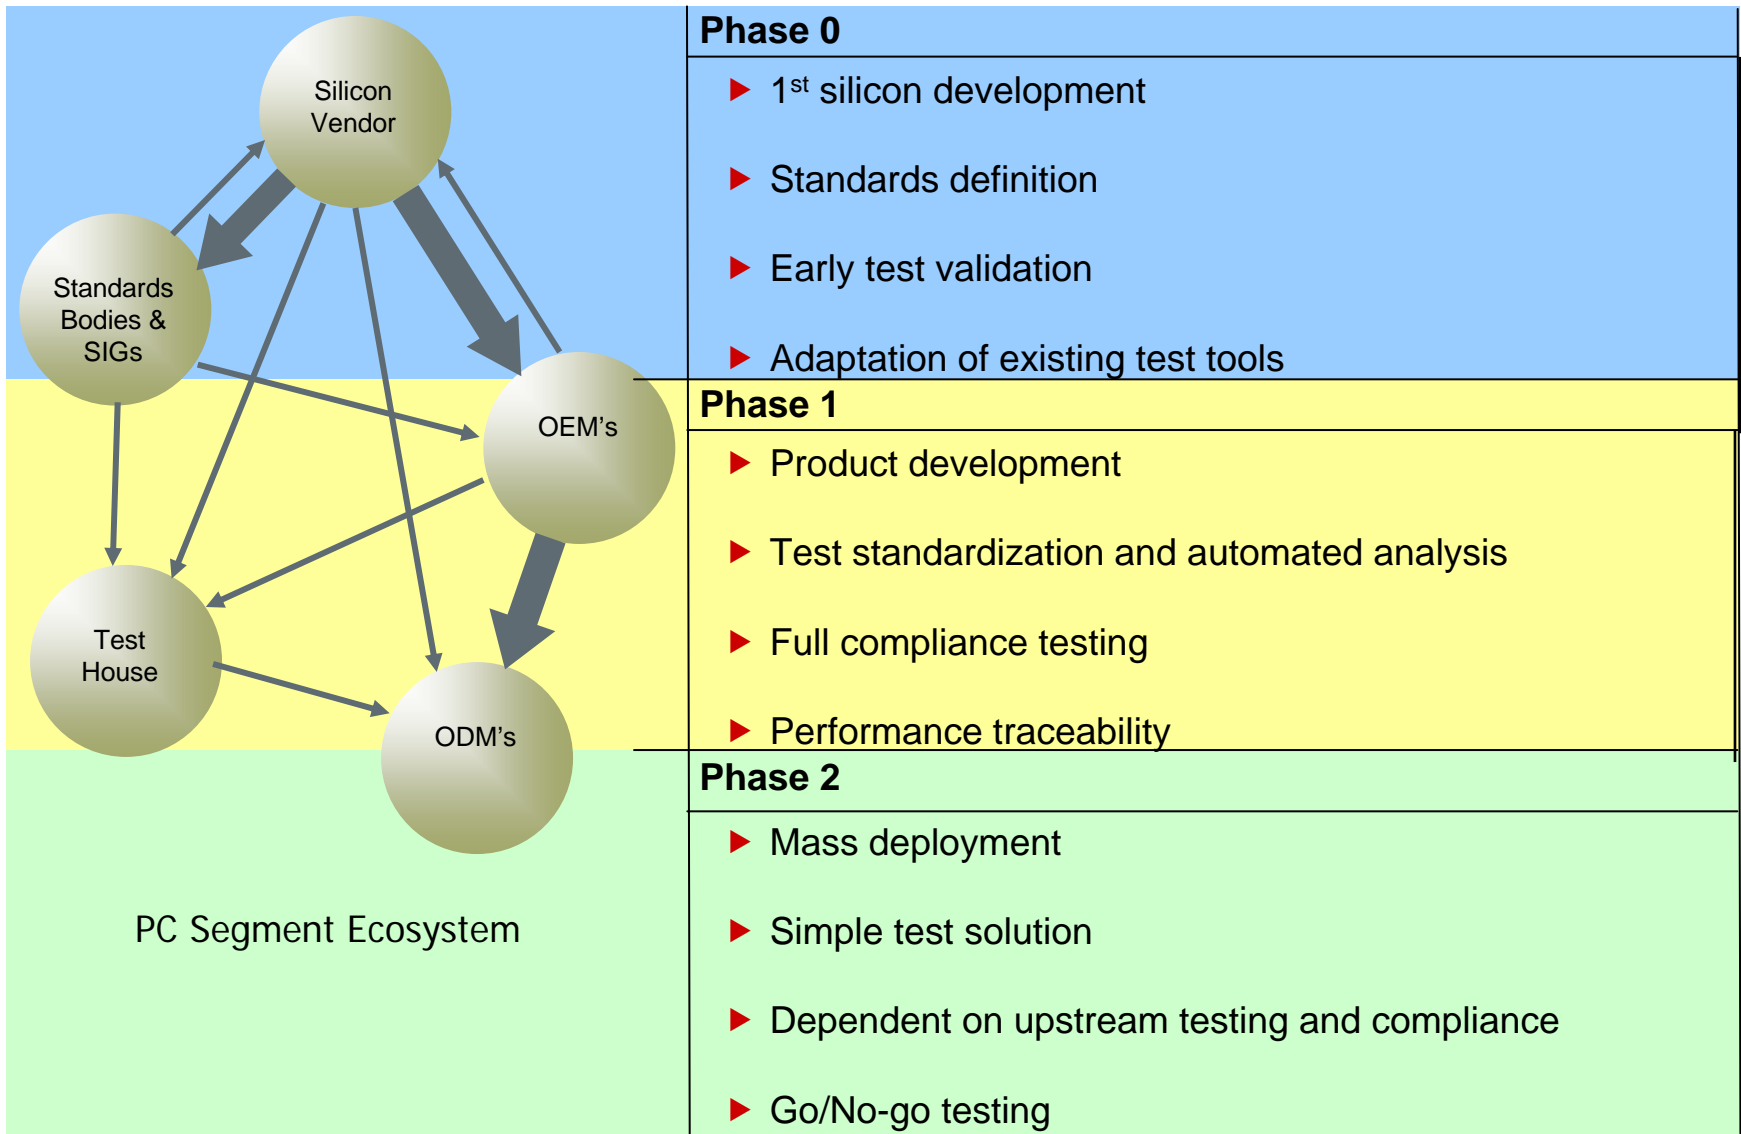 Silicon
Vendor
Standards
Bodies &
SIGs
OEM’s
Test
House
ODM’s
PC Segment Ecosystem
Phase 0
1st silicon development
Standards definition
Early test validation
Adaptation of existing test tools
Phase 1
Product development
Test standardization and automated analysis
Full compliance testing
Performance traceability
Phase 2
Mass deployment
Simple test solution
Dependent on upstream testing and compliance
Go/No-go testing